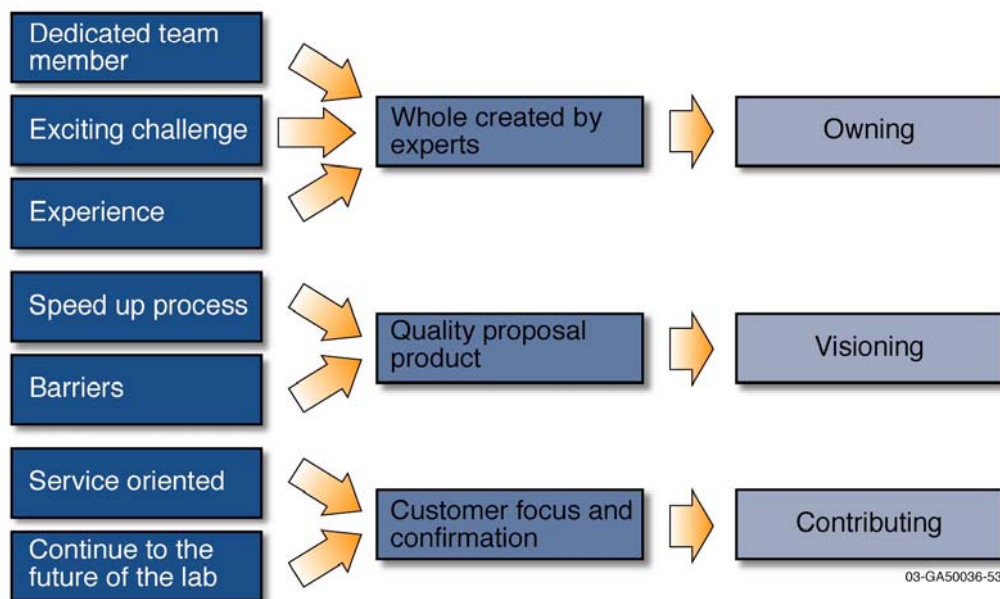 Dedicated team
member
Exciting challenge
Experience
Whole created by
experts
Owning
Speed up process
Barriers
Quality proposal
product
Visioning
Service oriented
Continue to the
future of the lab
Customer focus and
confirmation
Contributing
03-GA50036-53